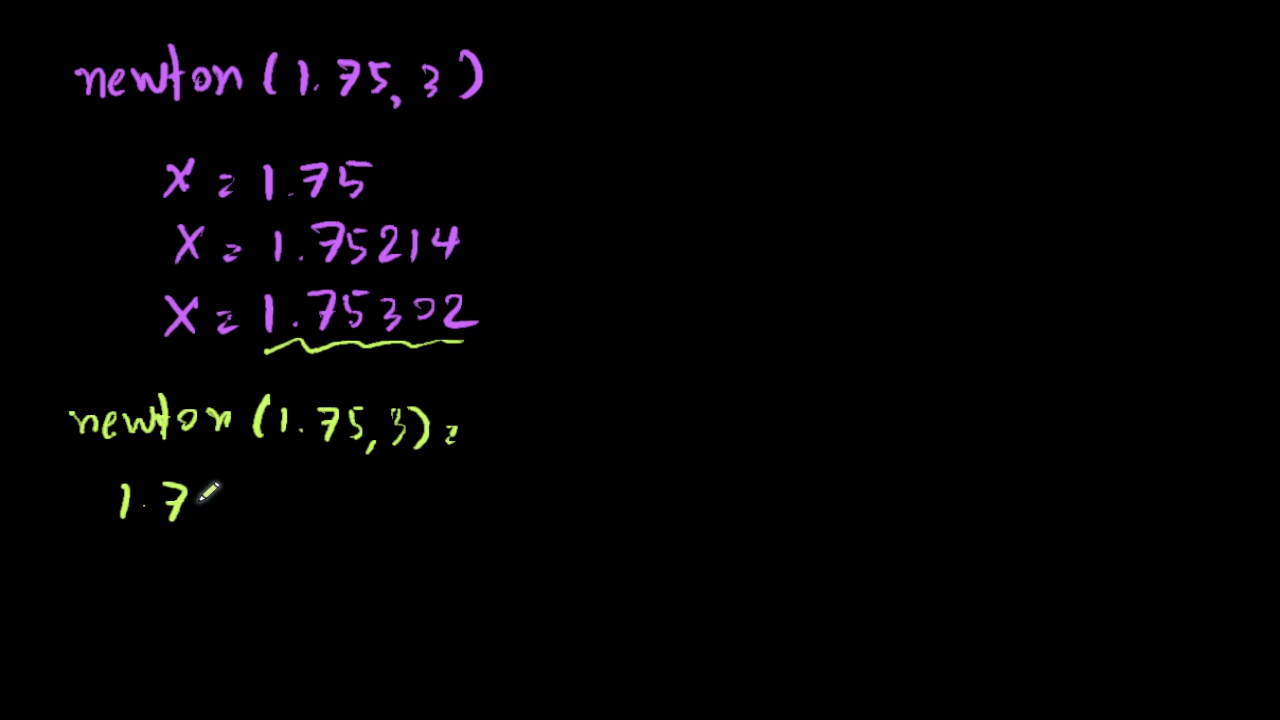 newton (1.75, 3)
x = 1.75
x = 1.75214
x = 1.75302
newton (1.75, 3) =
1.7